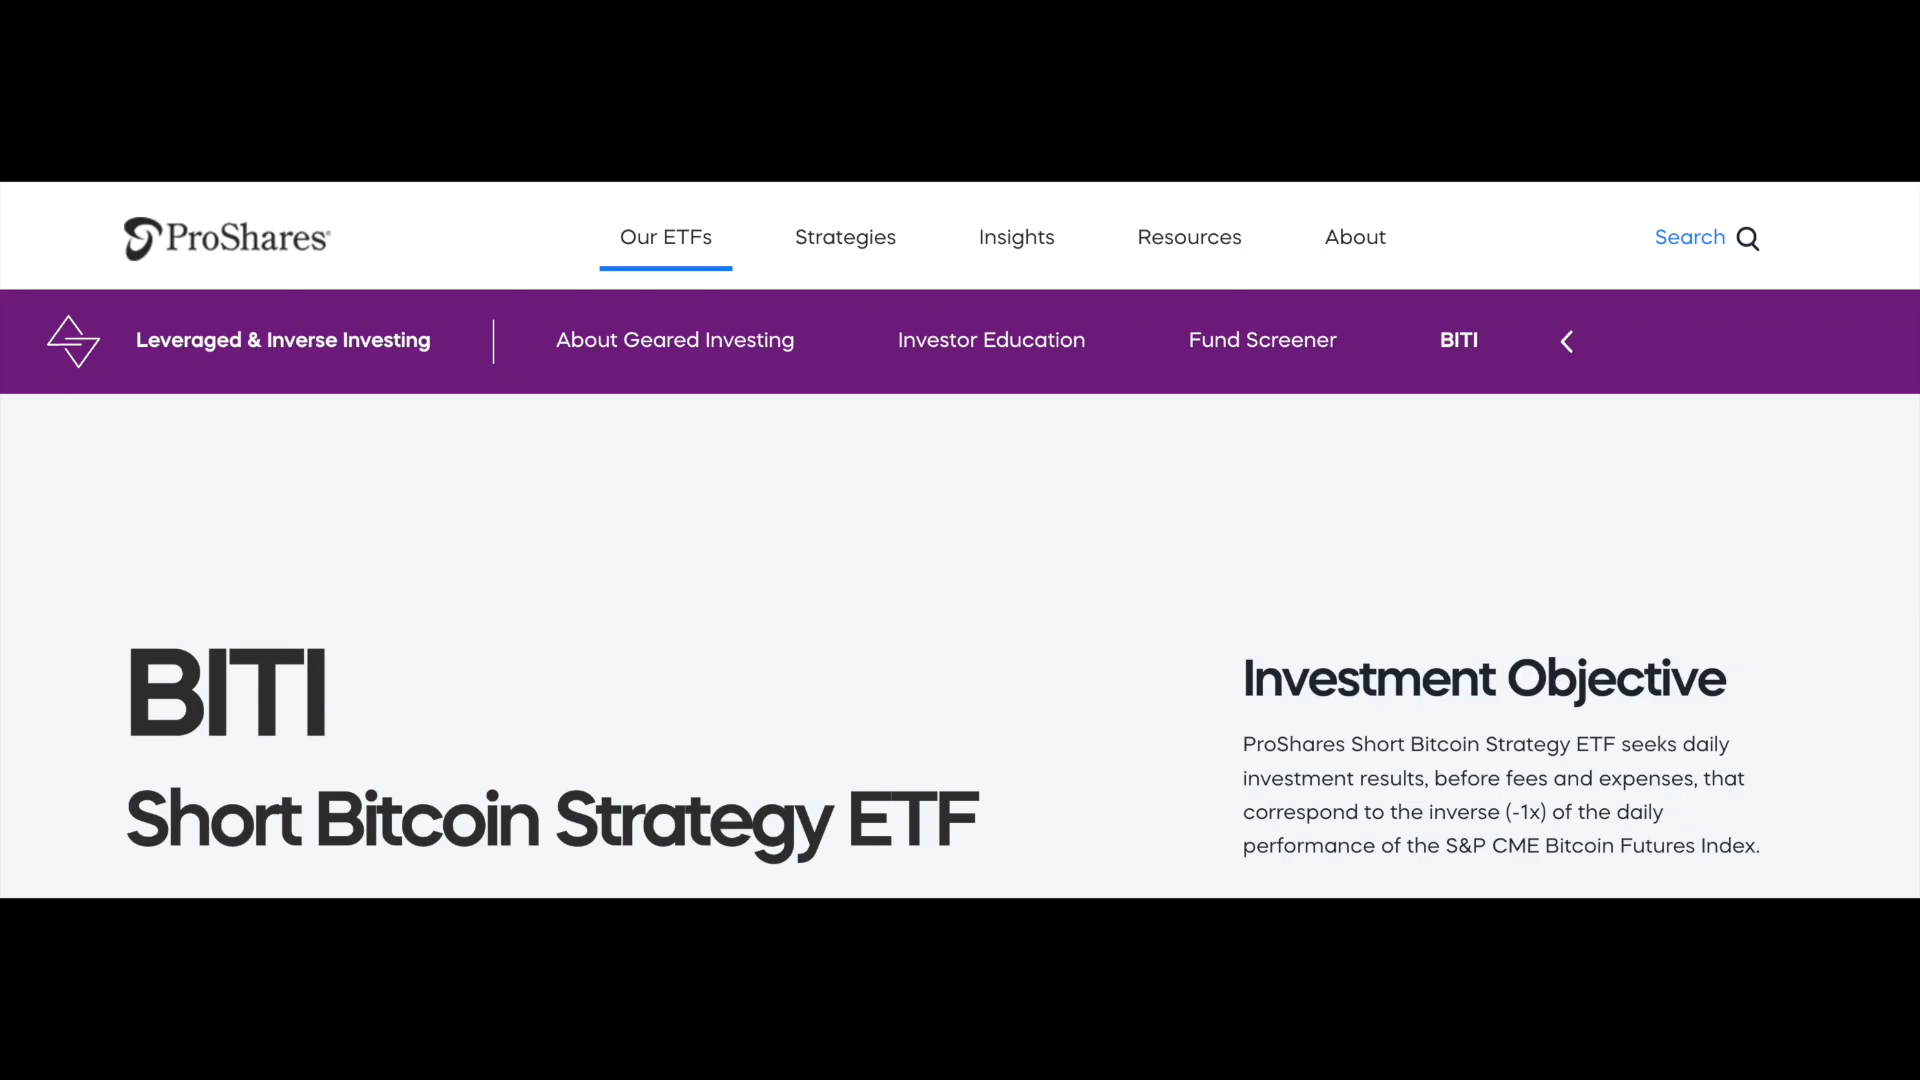 ProShares®
Our ETFs
Strategies
Insights
Resources
About
Search
Leveraged & Inverse Investing
About Geared Investing
Investor Education
Fund Screener
BITI
BITI
Short Bitcoin Strategy ETF
Investment Objective
ProShares Short Bitcoin Strategy ETF seeks daily
investment results, before fees and expenses, that
correspond to the inverse (-1x) of the daily
performance of the S&P CME Bitcoin Futures Index.